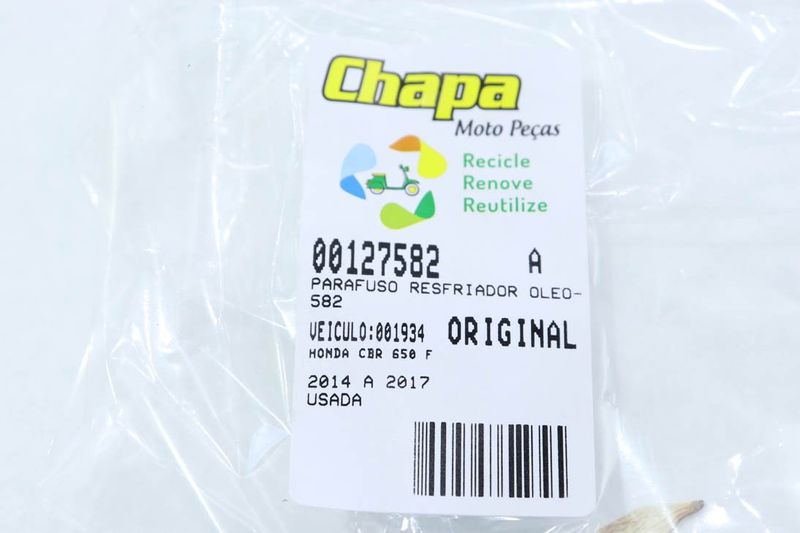 Chapa
Moto Peças
Recicle
Renove
Reutilize
00127582 A
PARAFUSO RESFRIADOR OLEO-
582
VEICULO:001934 ORIGINAL
HONDA CBR 650 F
2014 A 2017
USADA